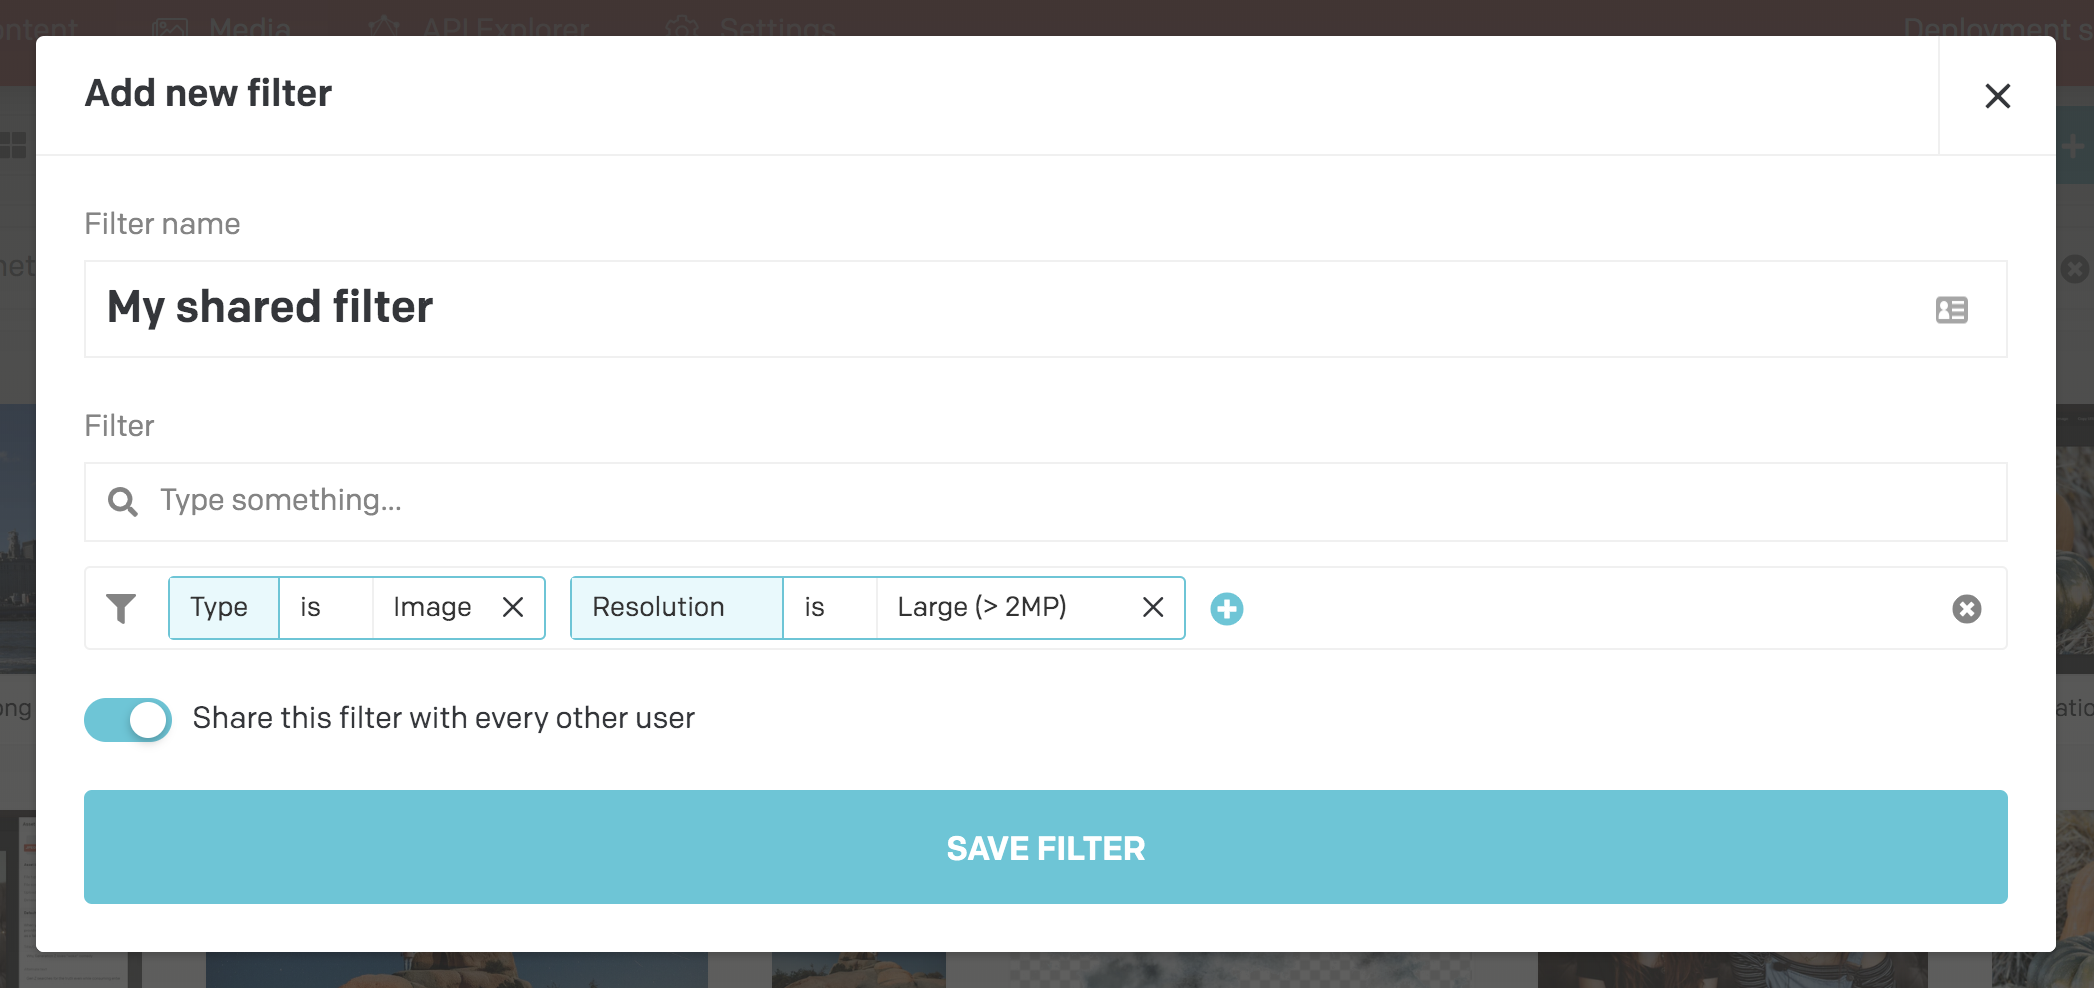 Media API Explorer Settings Deployment
Add new filter
Filter name
My shared filter
Filter
Type something...
Type is Image Resolution is Large (> 2MP)
Share this filter with every other user
SAVE FILTER